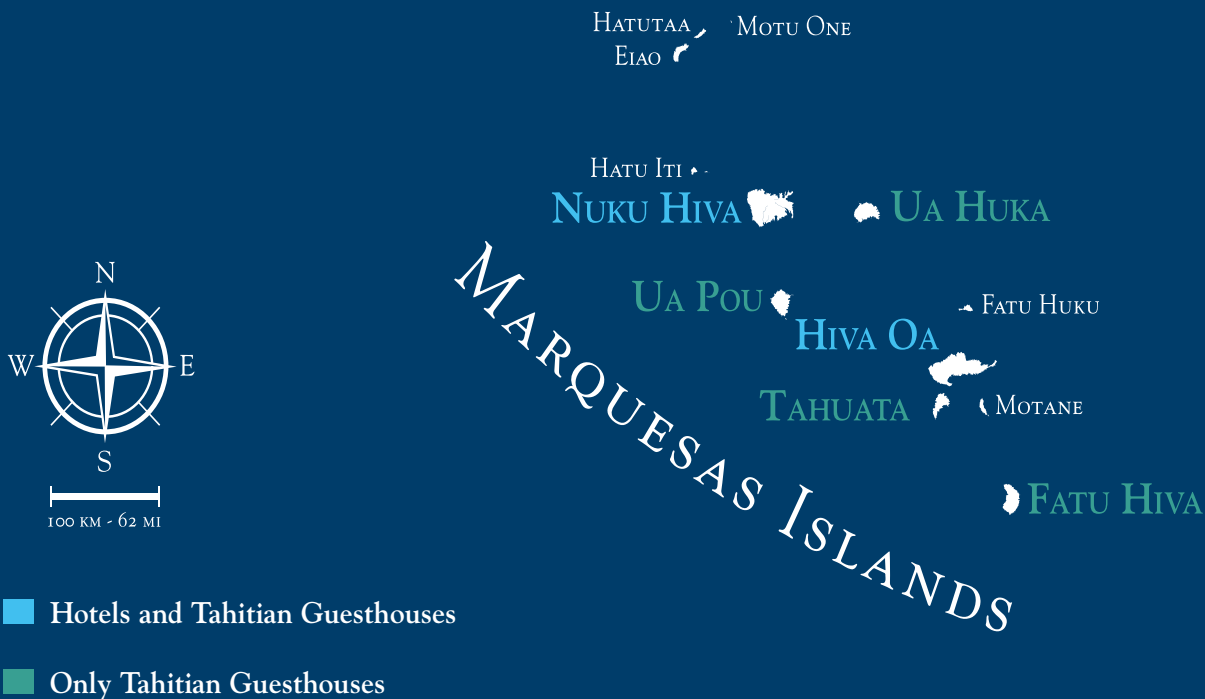 Hatutaa
Motu One
Eiao
Hatu Iti
Nuku Hiva
Ua Huka
Ua Pou
Fatu Huku
Hiva Oa
Tahuata
Motane
Fatu Hiva
Marquesas Islands
N
W
E
S
100 km - 62 mi
Hotels and Tahitian Guesthouses
Only Tahitian Guesthouses